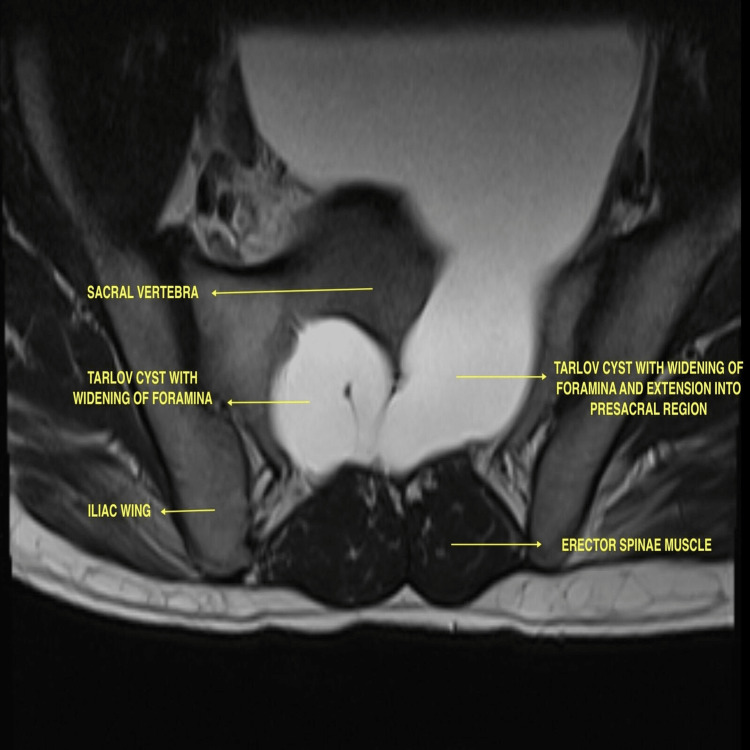 SACRAL VERTEBRA
TARLOV CYST WITH
WIDENING OF FORAMINA
TARLOV CYST WITH WIDENING OF
FORAMINA AND EXTENSION INTO
PRESACRAL REGION
ILIAC WING
ERECTOR SPINAE MUSCLE